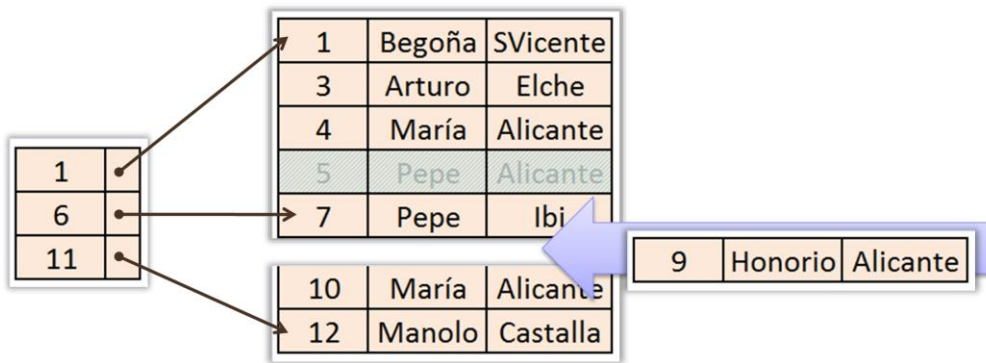 1 Begoña SVicente
3 Arturo Elche
4 María Alicante
5 Pepe Alicante
7 Pepe Ibi
1
6
11
9 Honorio Alicante
10 María Alicante
12 Manolo Castalla